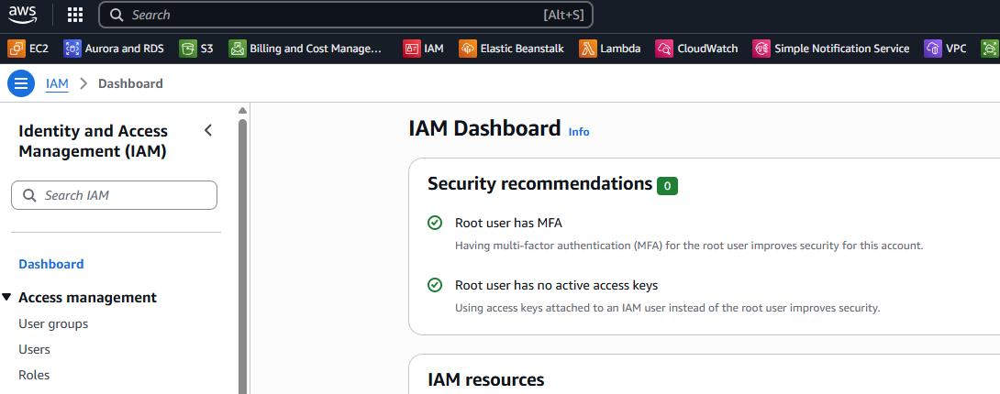 aws
Search [Alt+S]
EC2 Aurora and RDS S3 Billing and Cost Manage... IAM Elastic Beanstalk Lambda CloudWatch Simple Notification Service VPC
IAM > Dashboard
Identity and Access
Management (IAM)
Search IAM
Dashboard
Access management
User groups
Users
Roles
IAM Dashboard Info
Security recommendations 0
Root user has MFA
Having multi-factor authentication (MFA) for the root user improves security for this account.
Root user has no active access keys
Using access keys attached to an IAM user instead of the root user improves security.
IAM resources